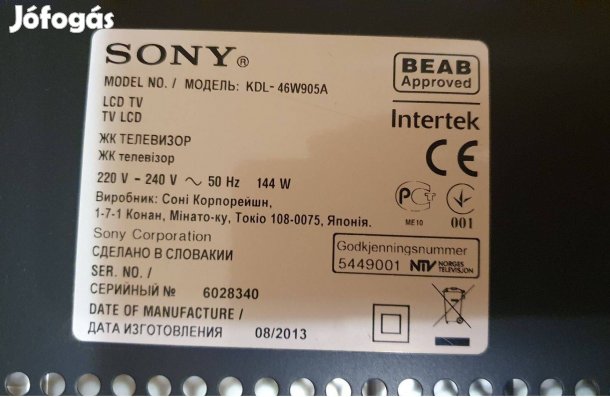 Jófogás
SONY®
MODEL NO. / МОДЕЛЬ: KDL-46W905A
LCD TV
TV LCD
ЖК ТЕЛЕВИЗОР
ЖК телевізор
220 V - 240 V ~ 50 Hz 144 W
Виробник: Соні Корпорейшн,
1-7-1 Конан, Мінато-ку, Токіо 108-0075, Японія.
Sony Corporation
СДЕЛАНО В СЛОВАКИИ
SER. NO. /
СЕРИЙНЫЙ № 6028340
DATE OF MANUFACTURE /
ДАТА ИЗГОТОВЛЕНИЯ 08/2013
BEAB
Approved
Intertek
CE
ME10
001
Godkjenningsnummer
5449001 NTV NORGES
TELEVISJON